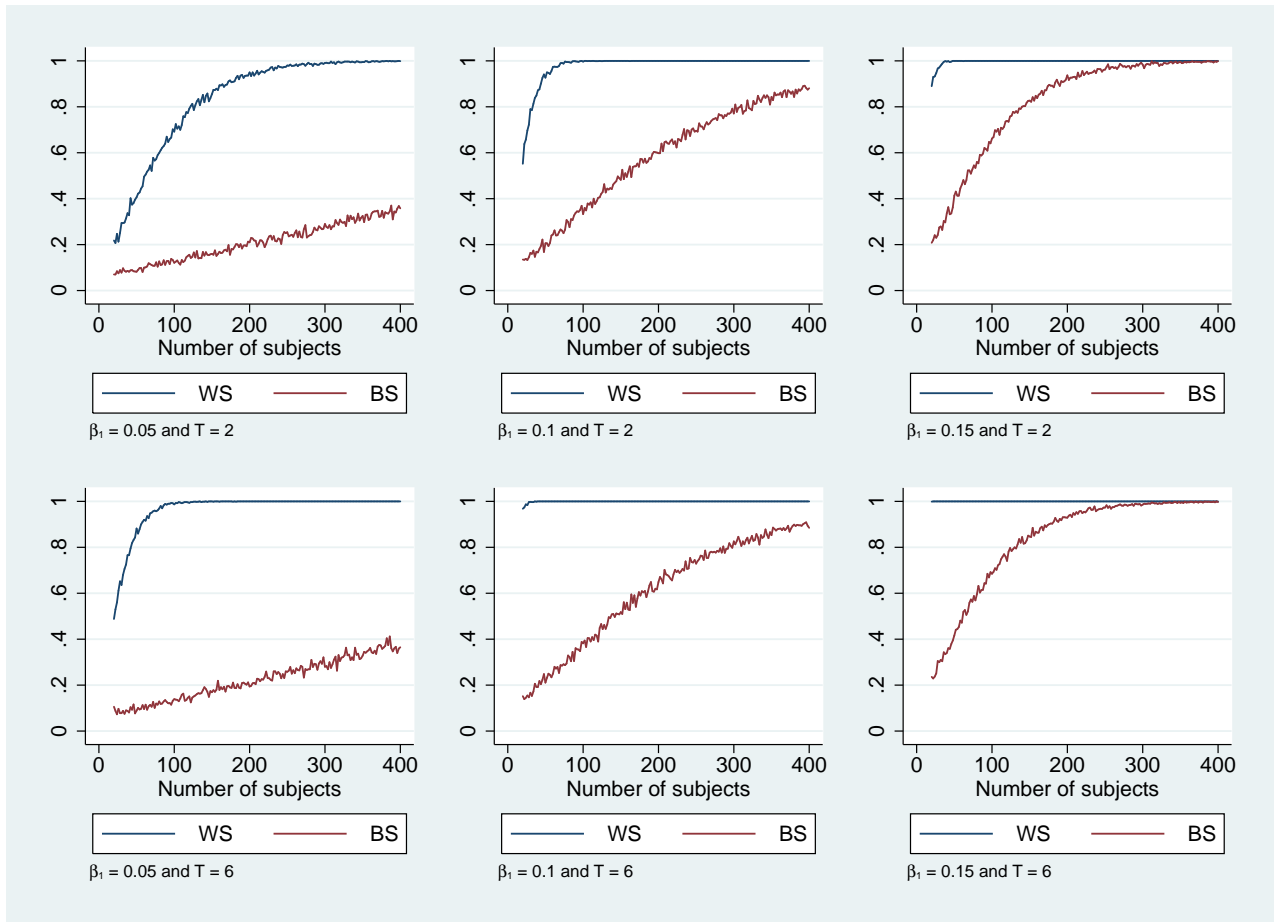 0 .2 .4 .6 .8 1
0 100 200 300 400
Number of subjects
WS BS
β₁ = 0.05 and T = 2
0 .2 .4 .6 .8 1
0 100 200 300 400
Number of subjects
WS BS
β₁ = 0.1 and T = 2
0 .2 .4 .6 .8 1
0 100 200 300 400
Number of subjects
WS BS
β₁ = 0.15 and T = 2
0 .2 .4 .6 .8 1
0 100 200 300 400
Number of subjects
WS BS
β₁ = 0.05 and T = 6
0 .2 .4 .6 .8 1
0 100 200 300 400
Number of subjects
WS BS
β₁ = 0.1 and T = 6
0 .2 .4 .6 .8 1
0 100 200 300 400
Number of subjects
WS BS
β₁ = 0.15 and T = 6